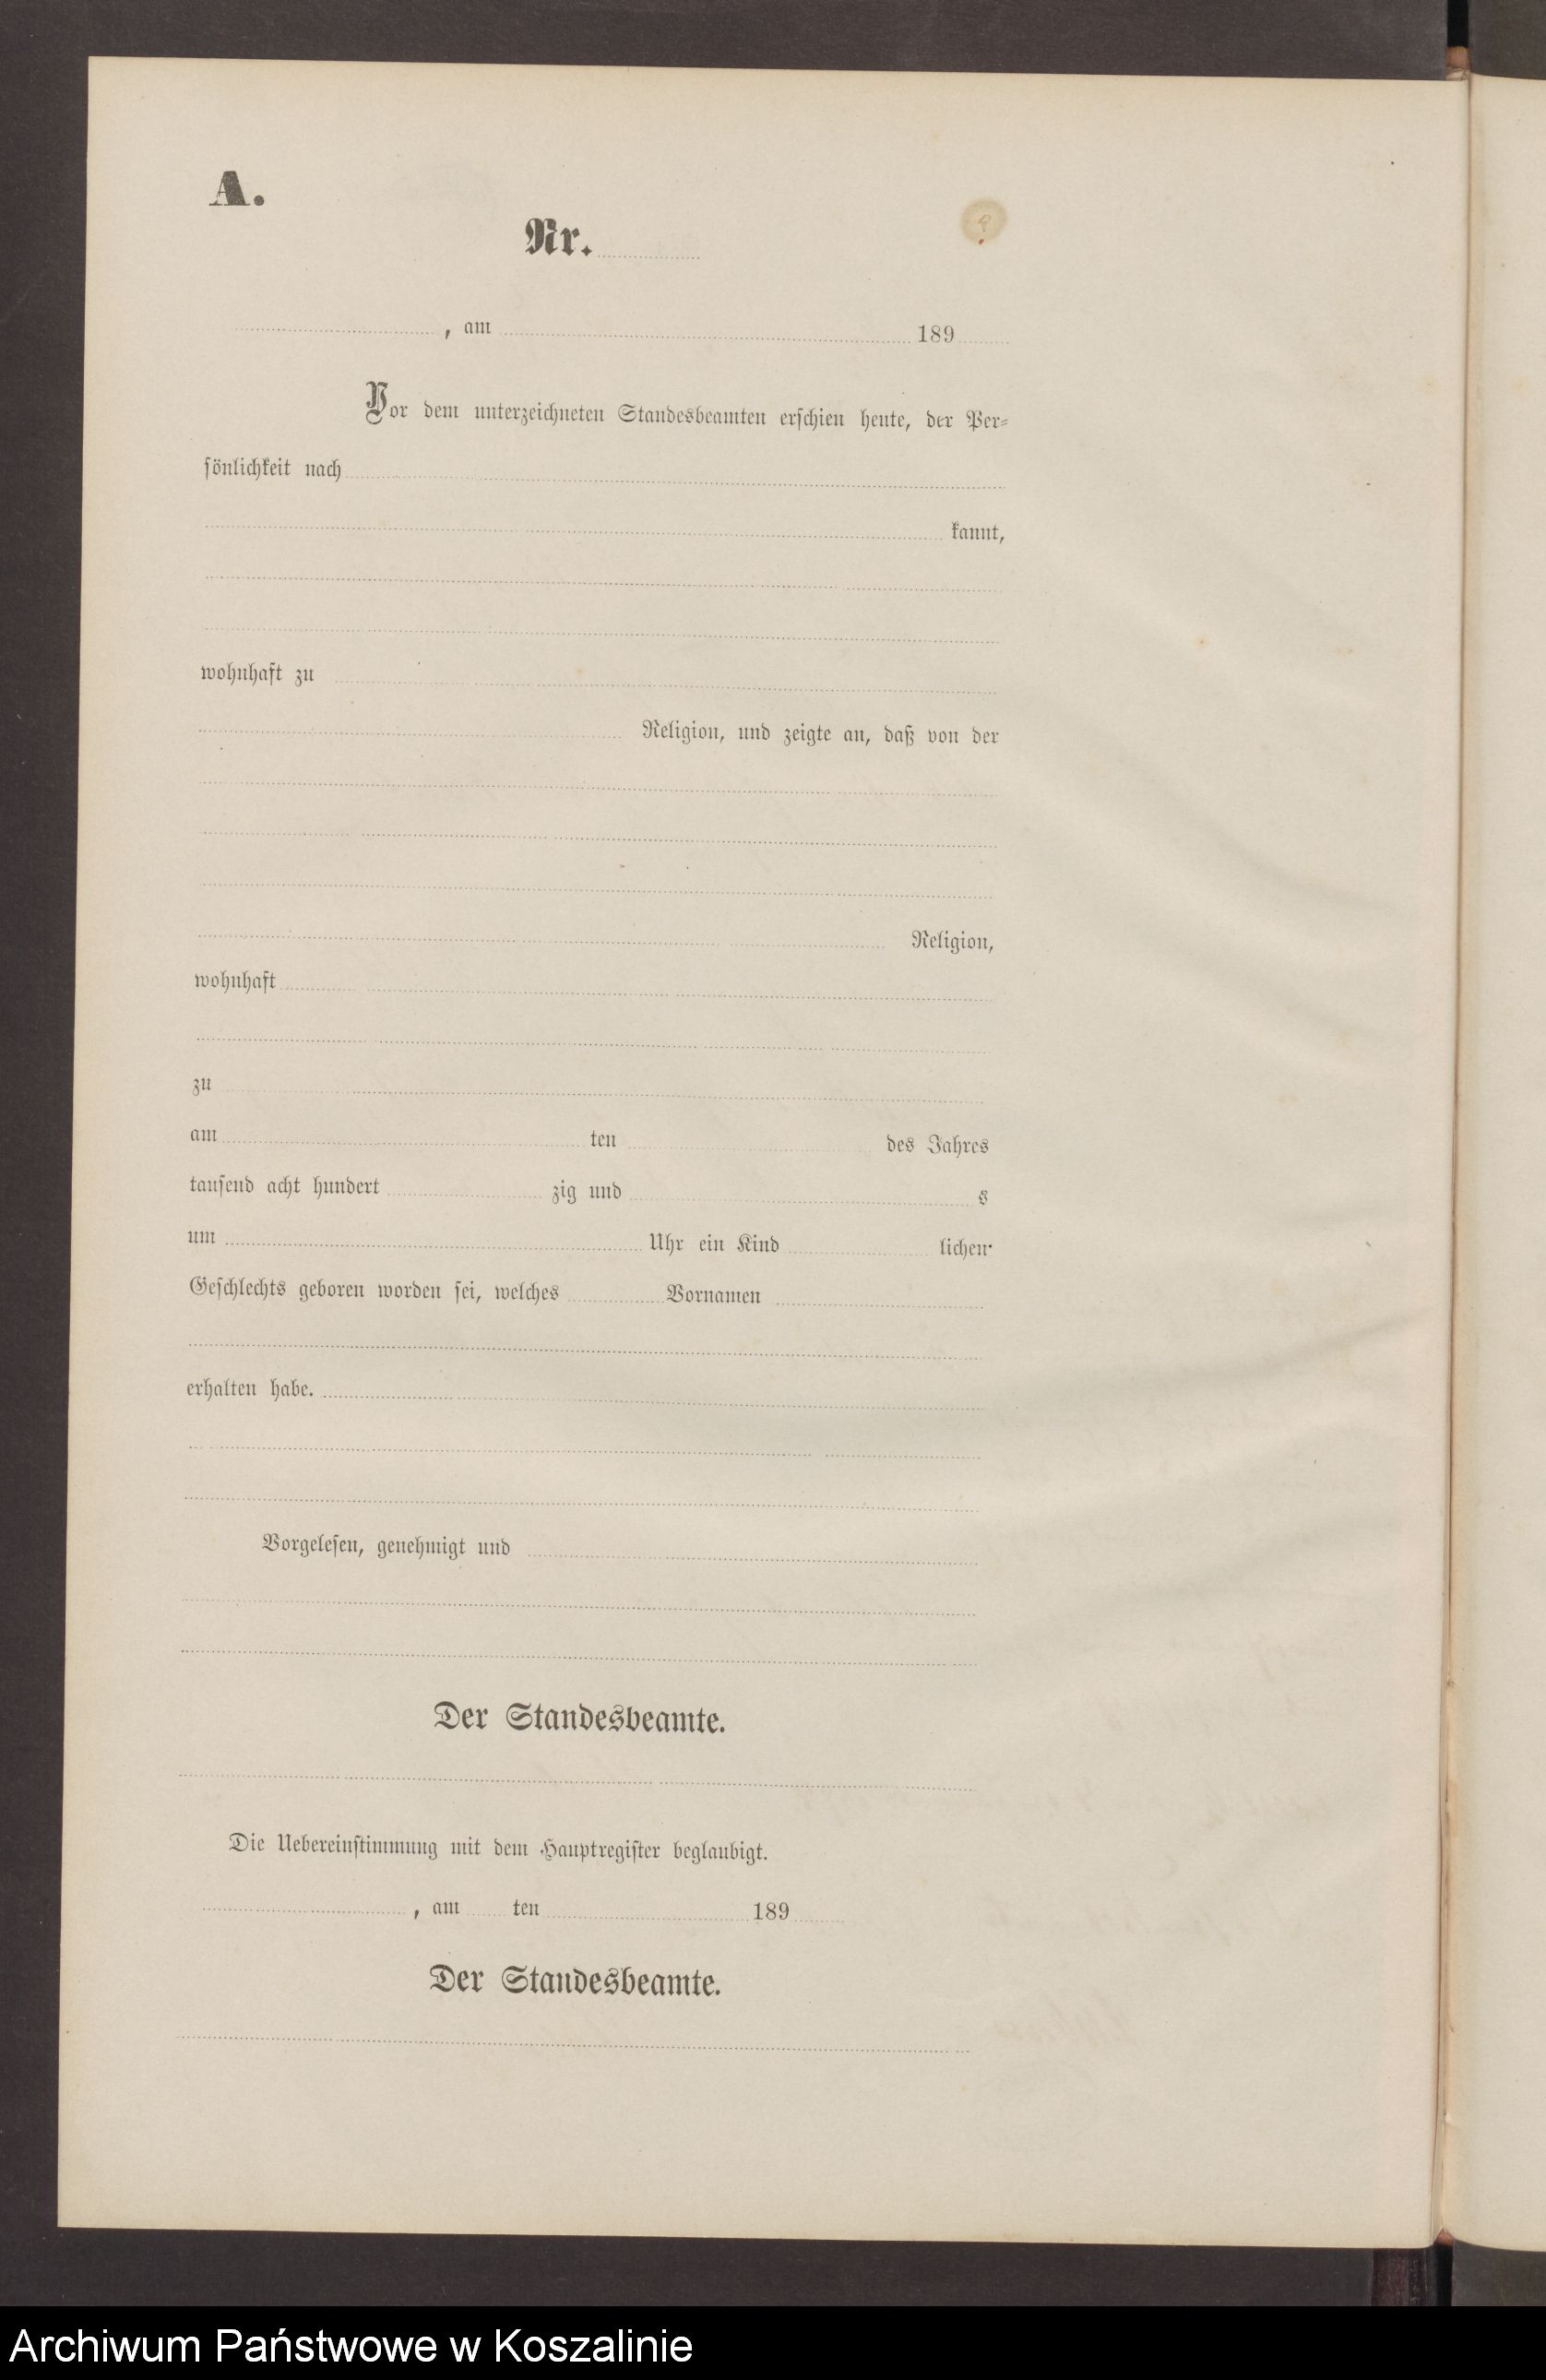 A.
Nr.
, am 189
Vor dem unterzeichneten Standesbeamten erschien heute, der Per-
sönlichkeit nach
kannt,
wohnhaft zu
Religion, und zeigte an, daß von der
Religion,
wohnhaft
zu
am ten des Jahres
tausend acht hundert zig und s
um Uhr ein Kind lichen
Geschlechts geboren worden sei, welches Vornamen
erhalten habe.
Vorgelesen, genehmigt und
Der Standesbeamte.
Die Uebereinstimmung mit dem Hauptregister beglaubigt.
, am ten 189
Der Standesbeamte.
Archiwum Państwowe w Koszalinie